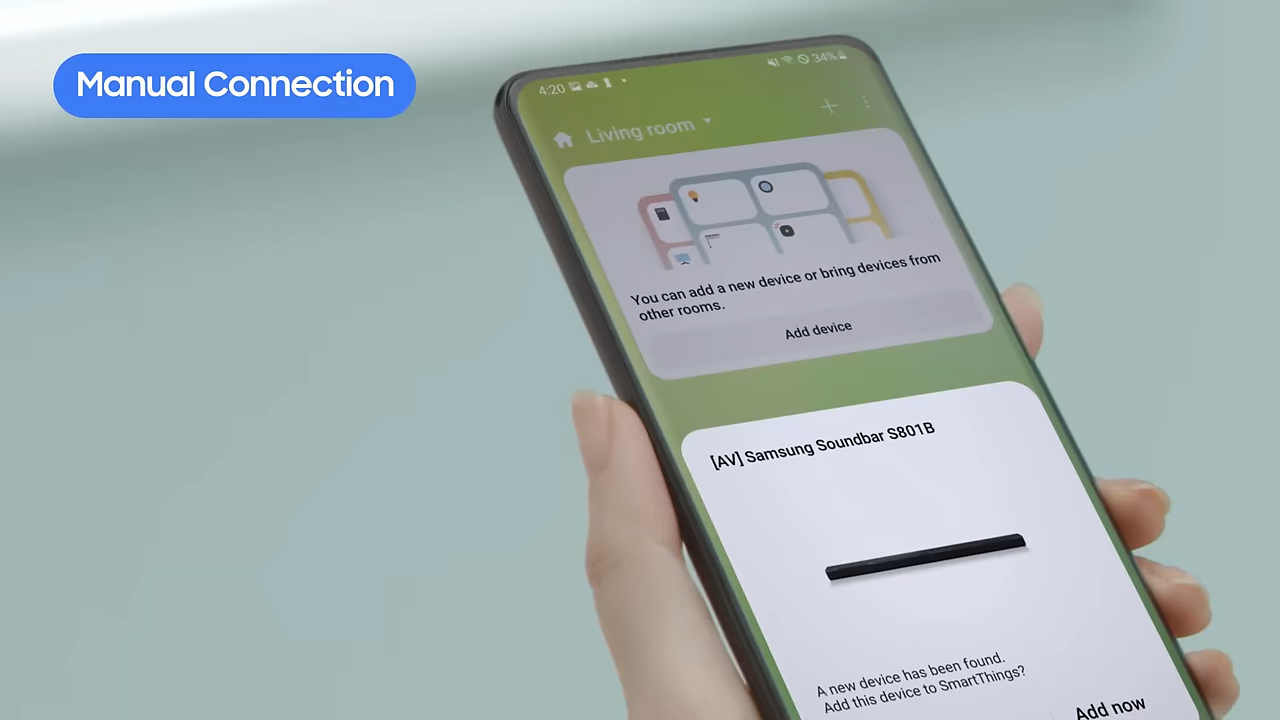 Manual Connection
4:20
34%
Living room
You can add a new device or bring devices from
other rooms.
Add device
[AV] Samsung Soundbar S801B
A new device has been found.
Add this device to SmartThings?
Add now